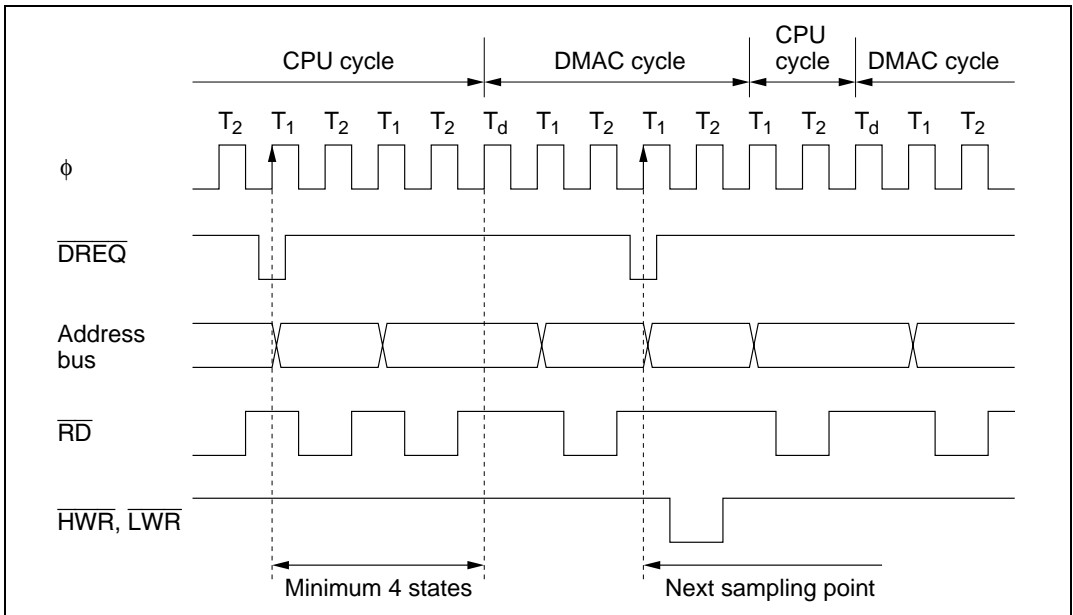 CPU cycle DMAC cycle CPU cycle DMAC cycle
T2 T1 T2 T1 T2 Td T1 T2 T1 T2 T1 T2 Td T1 T2
φ
DREQ
Address
bus
RD
HWR, LWR
Minimum 4 states Next sampling point